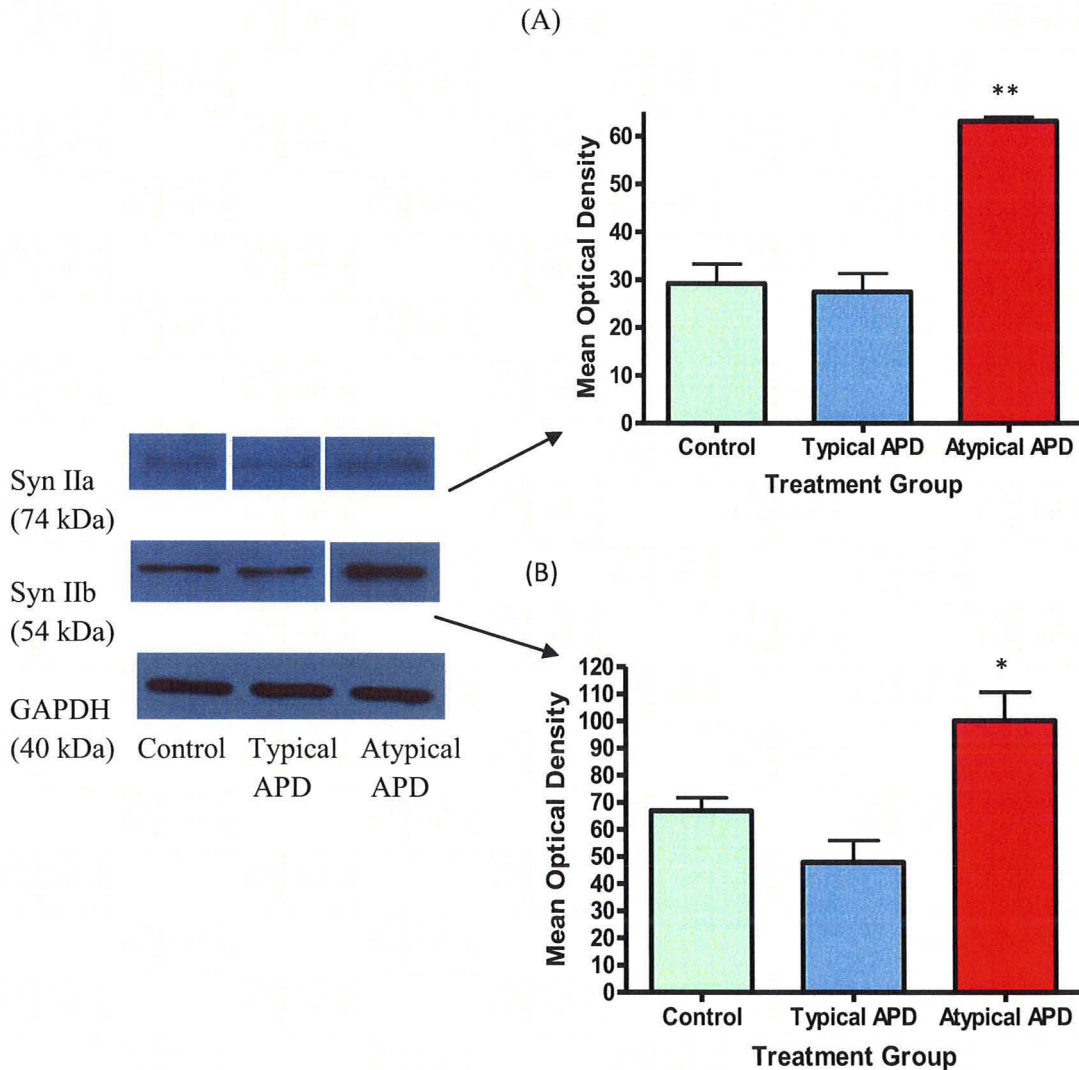 (A)
**
Mean Optical Density
60
50
40
30
20
10
0
Control Typical APD Atypical APD
Treatment Group
Syn IIa
(74 kDa)
Syn IIb
(54 kDa)
GAPDH
(40 kDa)
Control Typical Atypical
APD APD
(B)
*
Mean Optical Density
120
110
100
90
80
70
60
50
40
30
20
10
0
Control Typical APD Atypical APD
Treatment Group